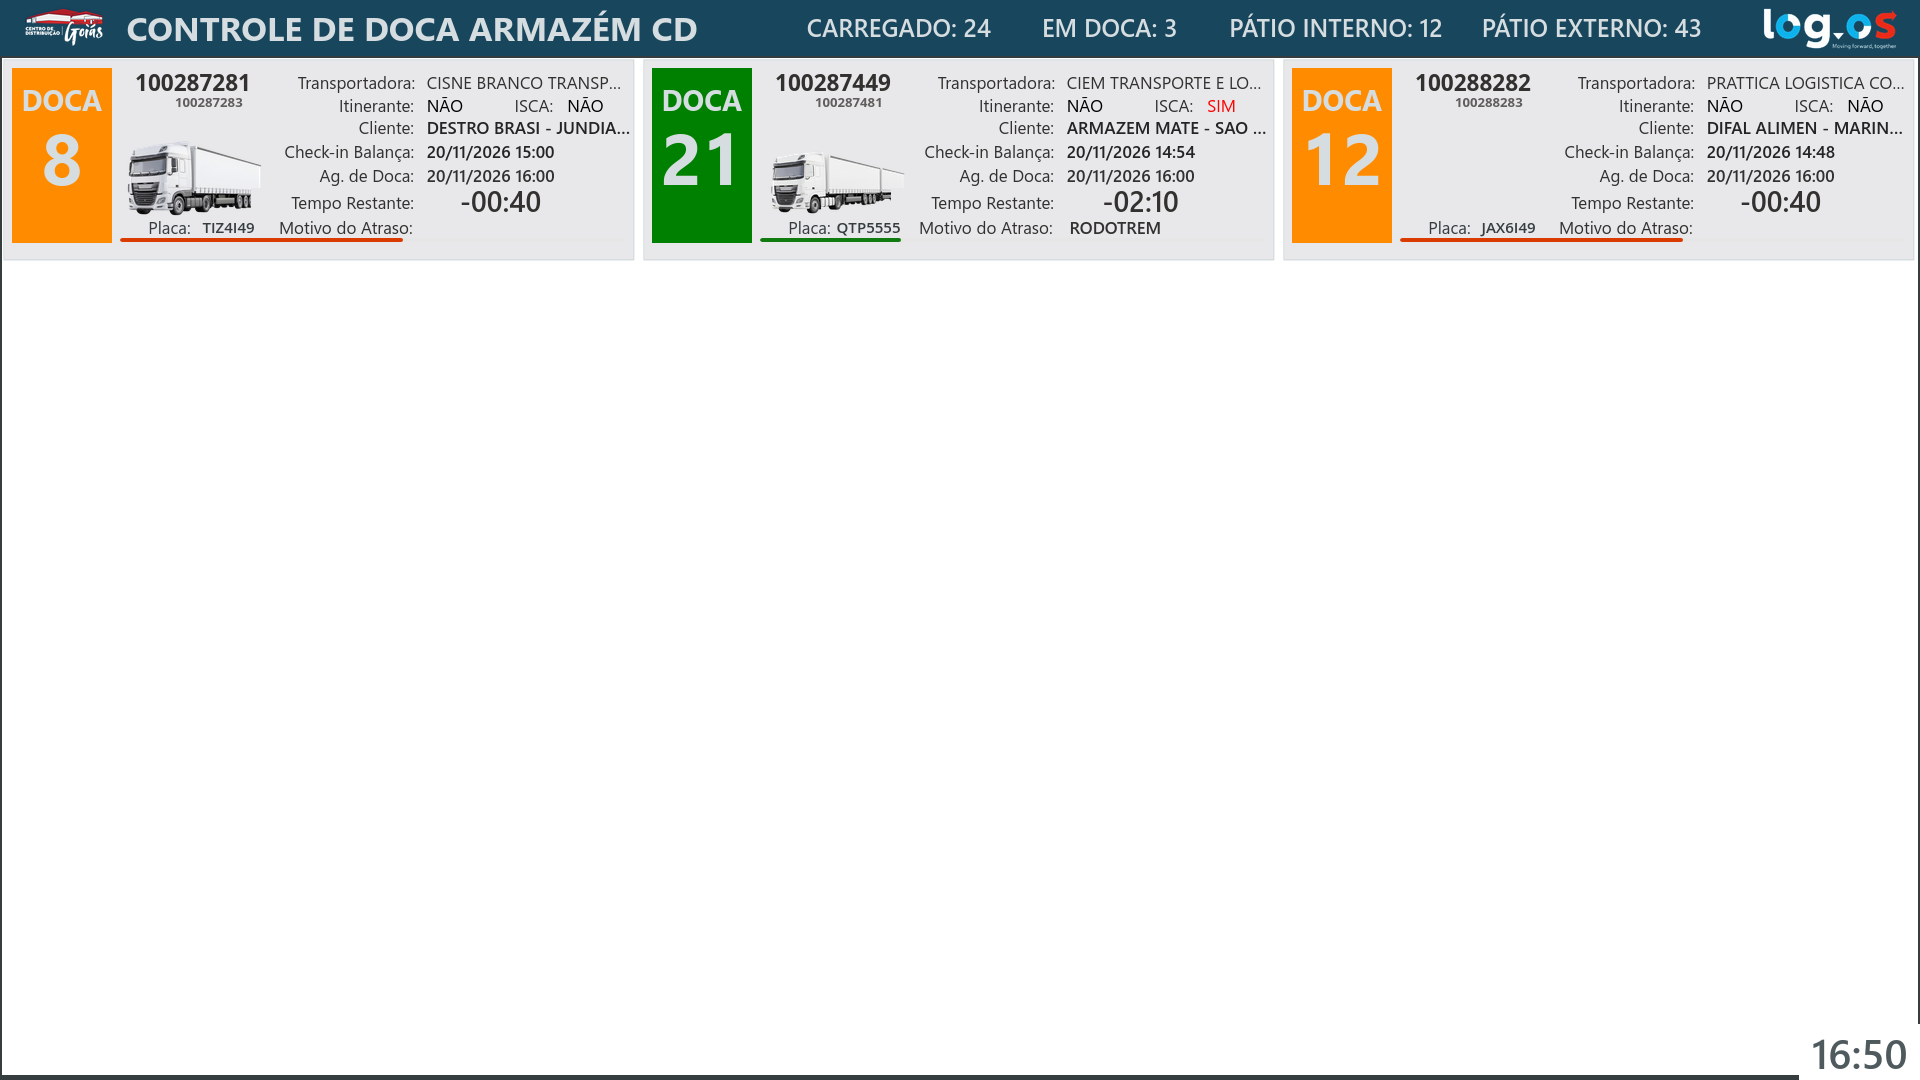 CENTRO DE DISTRIBUIÇÃO Goiás
CONTROLE DE DOCA ARMAZÉM CD
CARREGADO: 24
EM DOCA: 3
PÁTIO INTERNO: 12
PÁTIO EXTERNO: 43
log.os
Moving forward, together
DOCA
8
100287281
100287283
Transportadora: CISNE BRANCO TRANSP...
Itinerante: NÃO ISCA: NÃO
Cliente: DESTRO BRASI - JUNDIA...
Check-in Balança: 20/11/2026 15:00
Ag. de Doca: 20/11/2026 16:00
Tempo Restante: -00:40
Placa: TIZ4I49 Motivo do Atraso:
DOCA
21
100287449
100287481
Transportadora: CIEM TRANSPORTE E LO...
Itinerante: NÃO ISCA: SIM
Cliente: ARMAZEM MATE - SAO ...
Check-in Balança: 20/11/2026 14:54
Ag. de Doca: 20/11/2026 16:00
Tempo Restante: -02:10
Placa: QTP5555 Motivo do Atraso: RODOTREM
DOCA
12
100288282
100288283
Transportadora: PRATTICA LOGISTICA CO...
Itinerante: NÃO ISCA: NÃO
Cliente: DIFAL ALIMEN - MARIN...
Check-in Balança: 20/11/2026 14:48
Ag. de Doca: 20/11/2026 16:00
Tempo Restante: -00:40
Placa: JAX6I49 Motivo do Atraso:
16:50